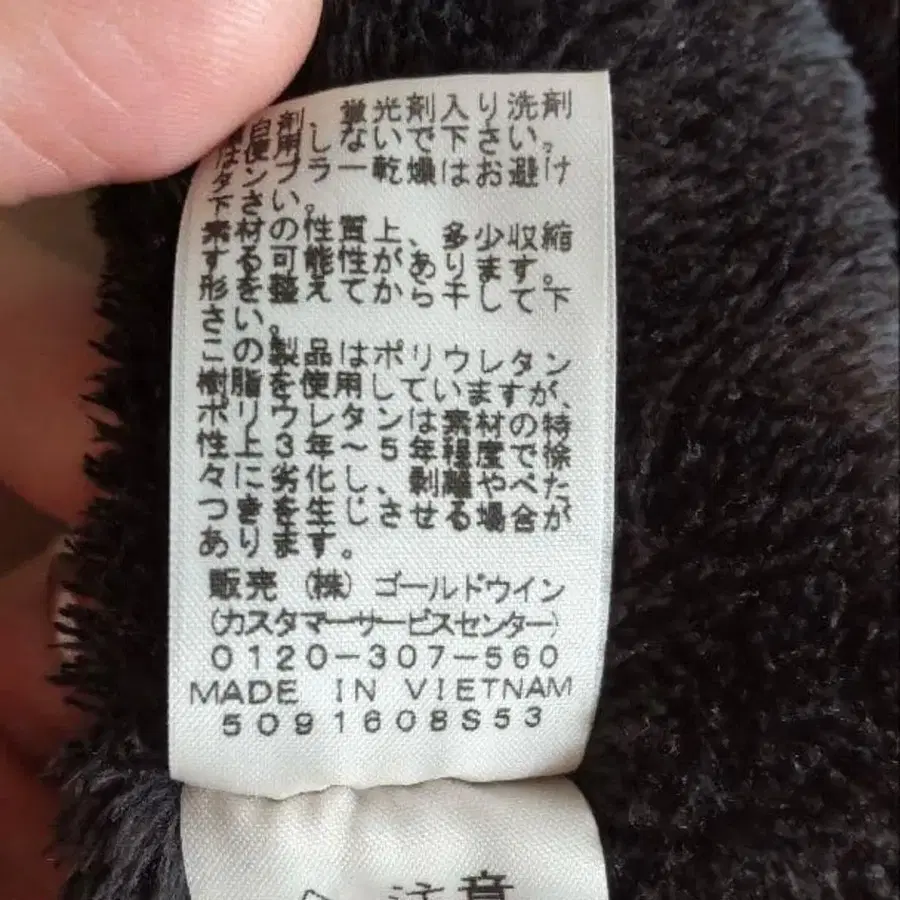 漂白剤、蛍光剤入り洗剤
は使用しないで下さい。
タンブラー乾燥はお避け
下さい。
素材の性質上、多少収縮
する可能性があります。
形を整えてから干して下
さい。
この製品はポリウレタン
樹脂を使用していますが、
ポリウレタンは素材の特
性上3年～5年程度で徐
々に劣化し、剥離やべた
つきを生じさせる場合が
あります。
販売 (株) ゴールドウイン
(カスタマーサービスセンター)
0120-307-560
MADE IN VIETNAM
5091608S53
注意